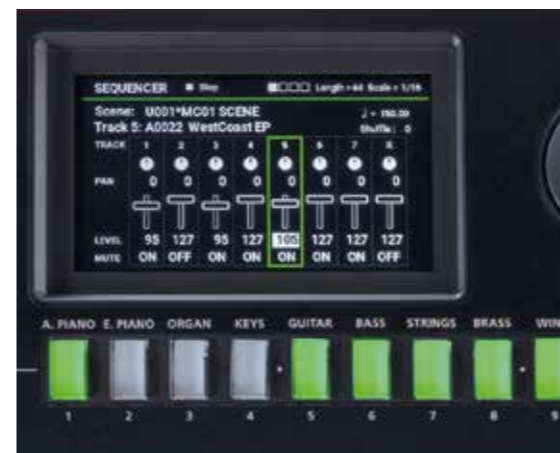 SEQUENCER ■ Stop Length=44 Scale=1/16
Scene: U001*MC01 SCENE ♩ = 150.00
Track 5: A0022 WestCoast EP Shuffle: 0
TRACK 1 2 3 4 5 6 7 8
PAN 0 0 0 0 0 0 0 0
LEVEL 95 127 95 127 105 127 127 127
MUTE ON OFF ON ON ON ON ON OFF
A. PIANO E. PIANO ORGAN KEYS GUITAR BASS STRINGS BRASS WIN
1 2 3 4 5 6 7 8 9